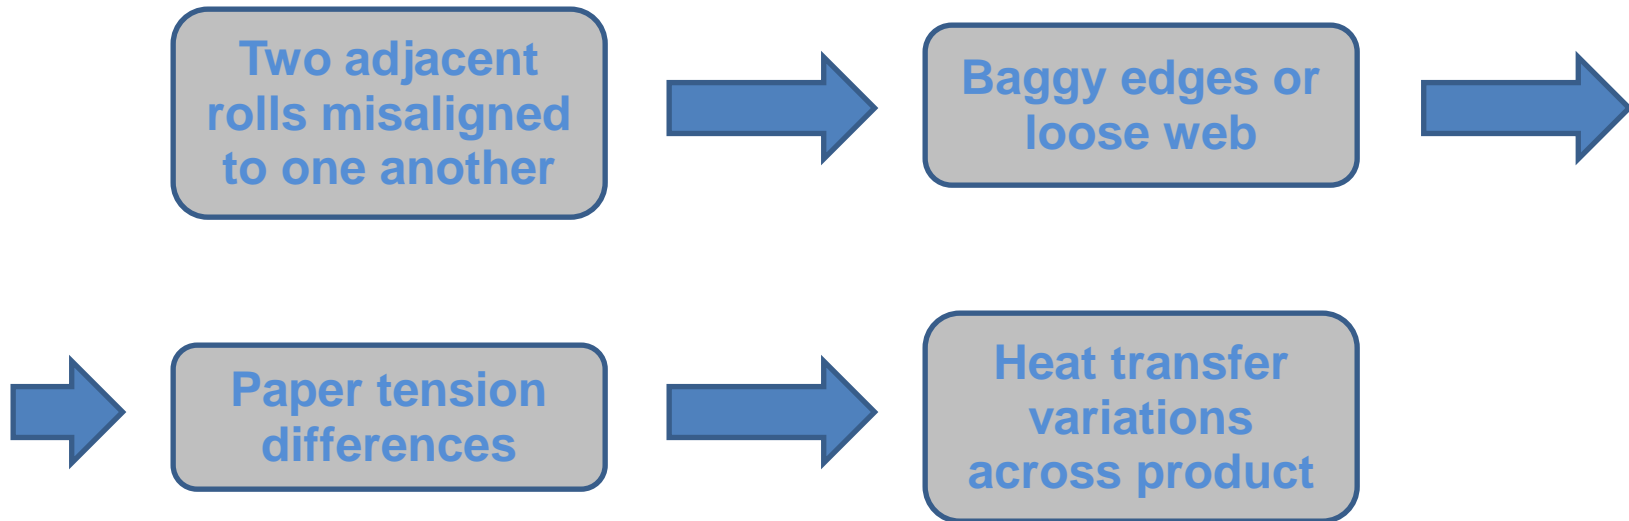 Two adjacent
rolls misaligned
to one another
Baggy edges or
loose web
Paper tension
differences
Heat transfer
variations
across product